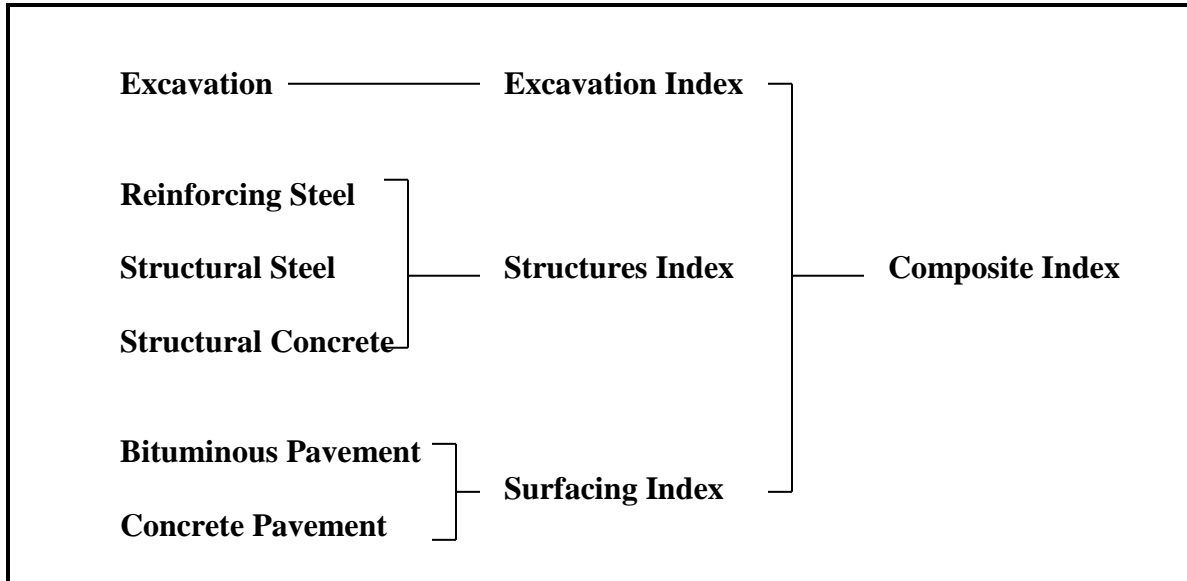 Excavation
Excavation Index
Reinforcing Steel
Structural Steel
Structures Index
Composite Index
Structural Concrete
Bituminous Pavement
Surfacing Index
Concrete Pavement